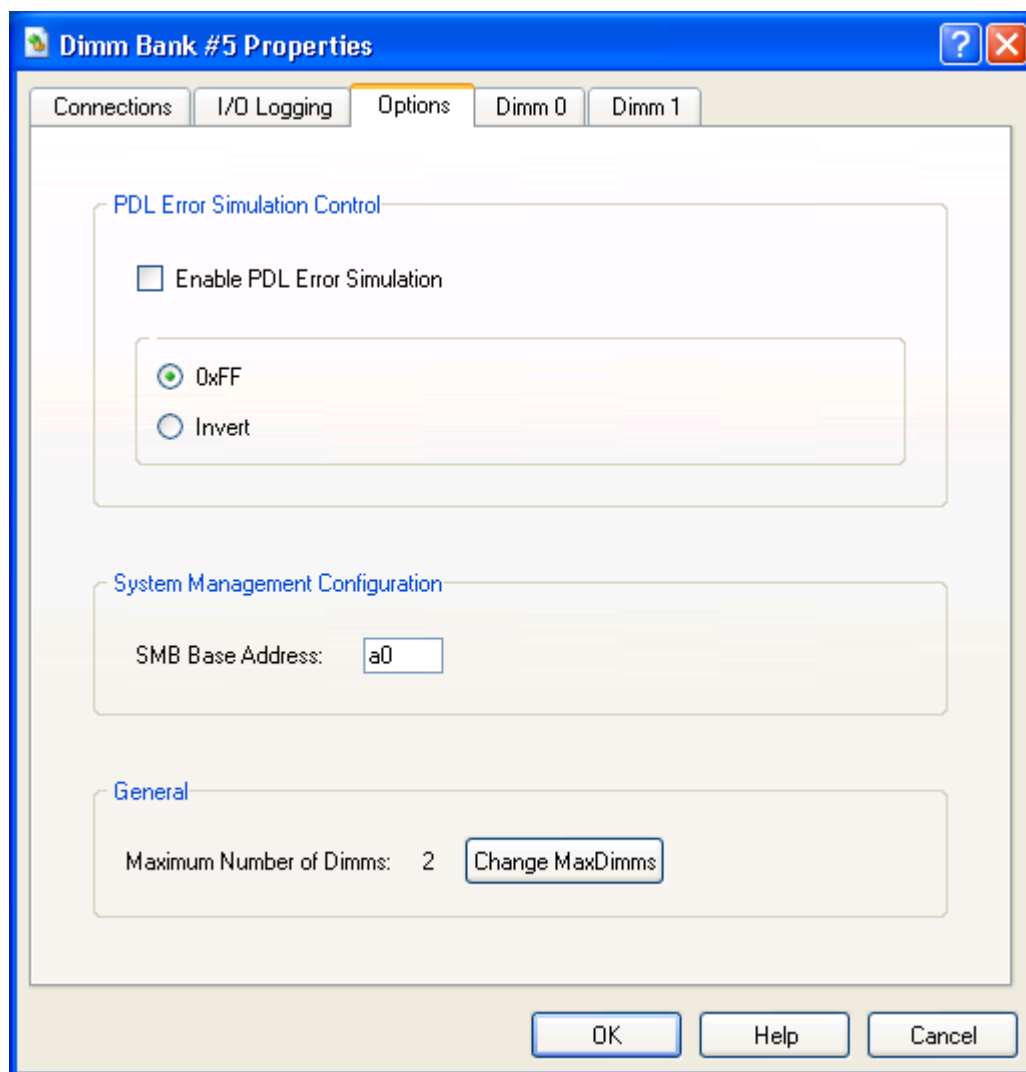 Dimm Bank #5 Properties
Connections I/O Logging Options Dimm 0 Dimm 1
PDL Error Simulation Control
Enable PDL Error Simulation
0xFF
Invert
System Management Configuration
SMB Base Address: a0
General
Maximum Number of Dimms: 2 Change MaxDimms
OK Help Cancel